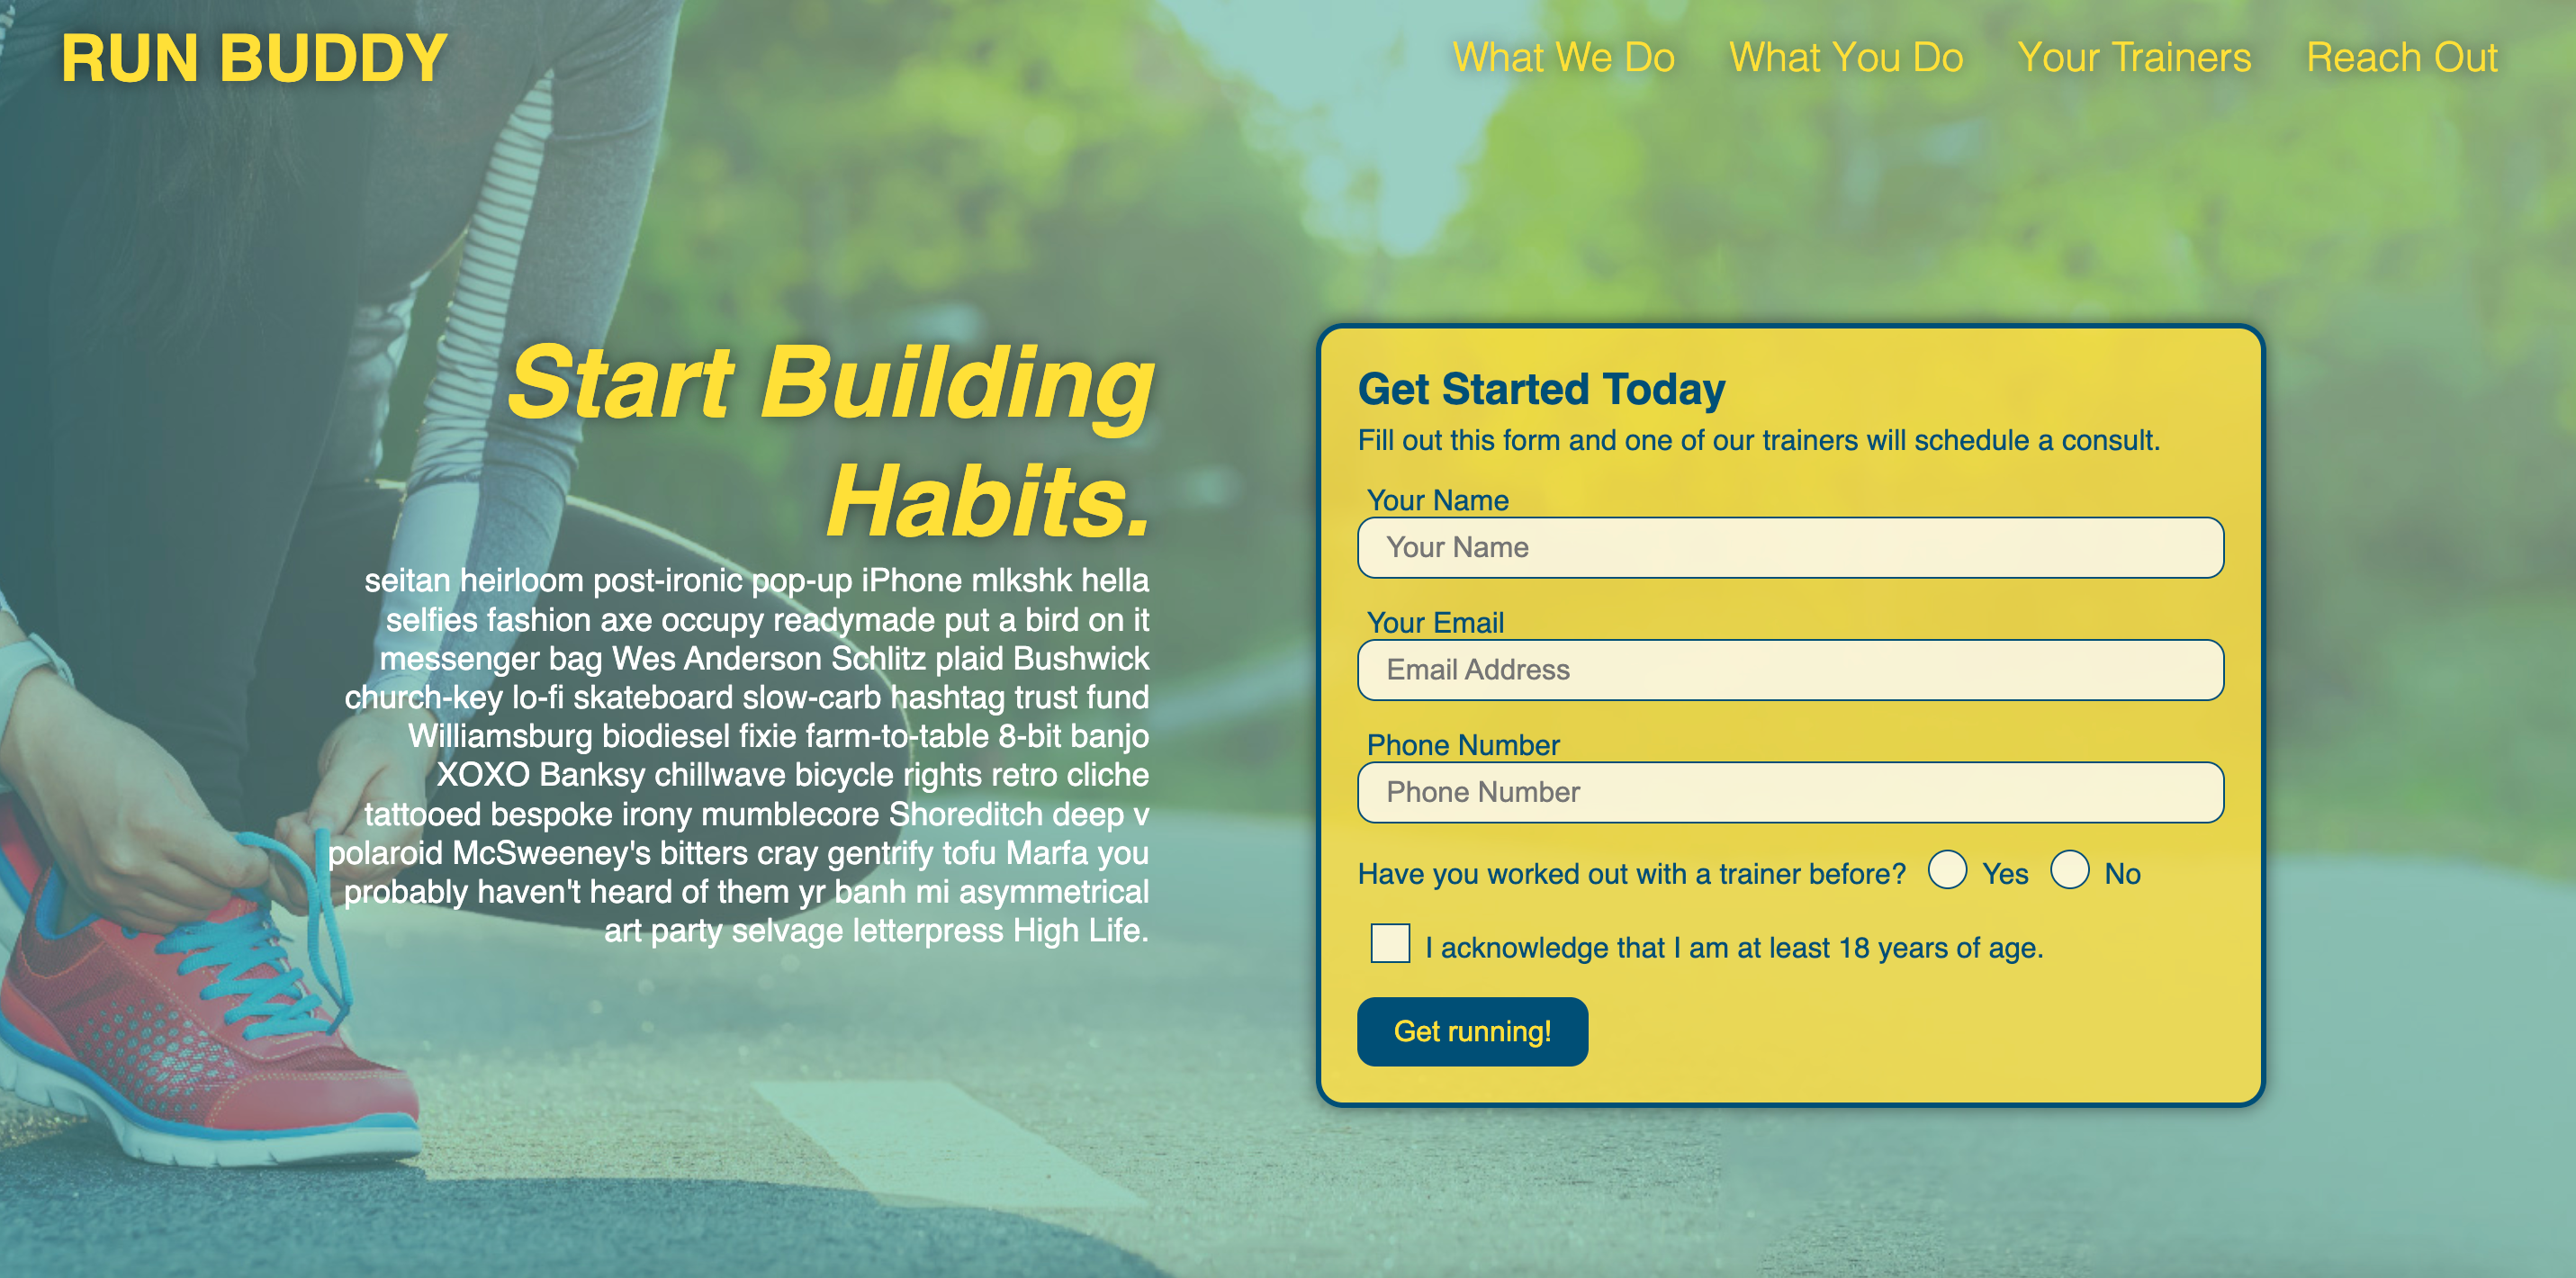 RUN BUDDY
What We Do What You Do Your Trainers Reach Out
Start Building
Habits.
seitan heirloom post-ironic pop-up iPhone mlkshk hella
selfies fashion axe occupy readymade put a bird on it
messenger bag Wes Anderson Schlitz plaid Bushwick
church-key lo-fi skateboard slow-carb hashtag trust fund
Williamsburg biodiesel fixie farm-to-table 8-bit banjo
XOXO Banksy chillwave bicycle rights retro cliche
tattooed bespoke irony mumblecore Shoreditch deep v
polaroid McSweeney's bitters cray gentrify tofu Marfa you
probably haven't heard of them yr banh mi asymmetrical
art party selvage letterpress High Life.
Get Started Today
Fill out this form and one of our trainers will schedule a consult.
Your Name
Your Name
Your Email
Email Address
Phone Number
Phone Number
Have you worked out with a trainer before? Yes No
I acknowledge that I am at least 18 years of age.
Get running!